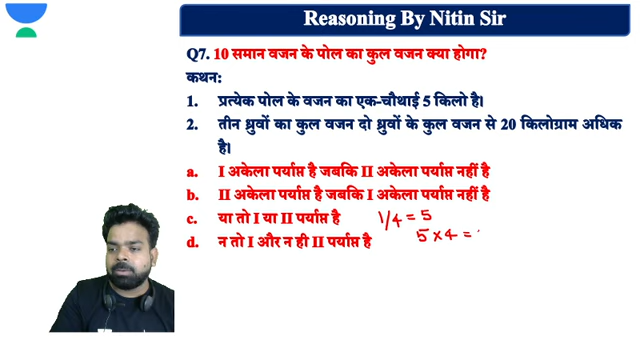 Reasoning By Nitin Sir
Q7. 10 समान वजन के पोल का कुल वजन क्या होगा?
कथन:
1. प्रत्येक पोल के वजन का एक-चौथाई 5 किलो है।
2. तीन ध्रुवों का कुल वजन दो ध्रुवों के कुल वजन से 20 किलोग्राम अधिक
है।
a. I अकेला पर्याप्त है जबकि II अकेला पर्याप्त नहीं है
b. II अकेला पर्याप्त है जबकि I अकेला पर्याप्त नहीं है
c. या तो I या II पर्याप्त है 1/4 = 5
d. न तो I और न ही II पर्याप्त है 5 × 4 =